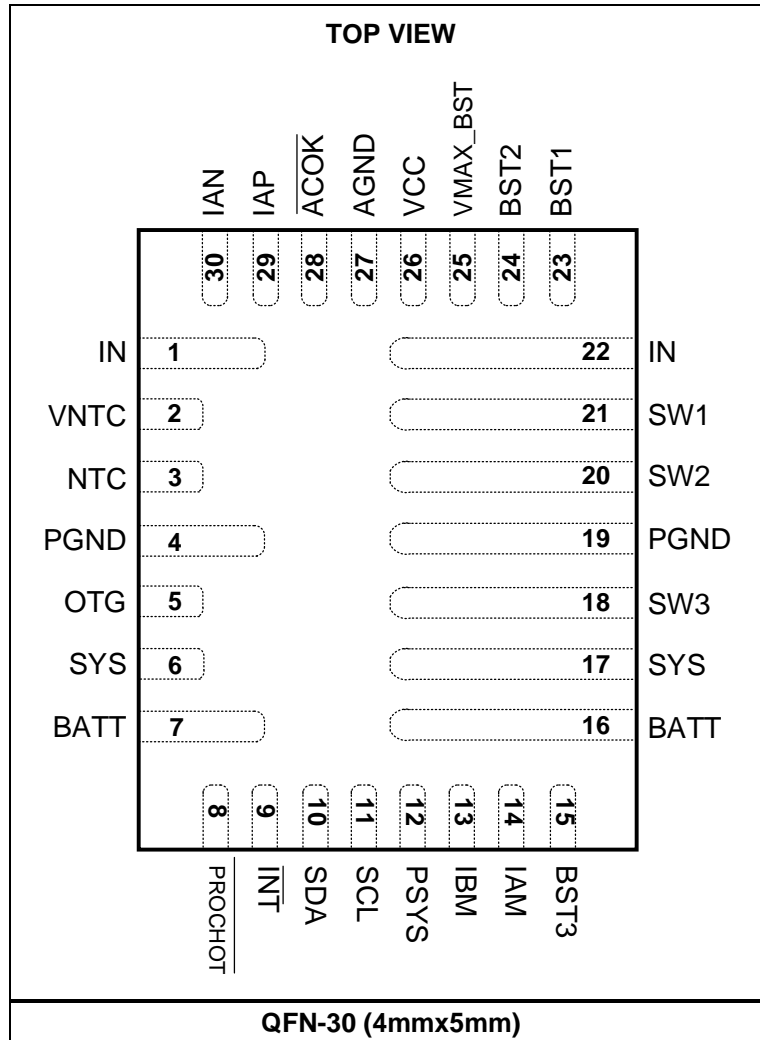 TOP VIEW
IAN IAP ACOK AGND VCC VMAX_BST BST2 BST1
30 29 28 27 26 25 24 23
IN 1 22 IN
VNTC 2 21 SW1
NTC 3 20 SW2
PGND 4 19 PGND
OTG 5 18 SW3
SYS 6 17 SYS
BATT 7 16 BATT
8 9 10 11 12 13 14 15
PROCHOT INT SDA SCL PSYS IBM IAM BST3
QFN-30 (4mmx5mm)